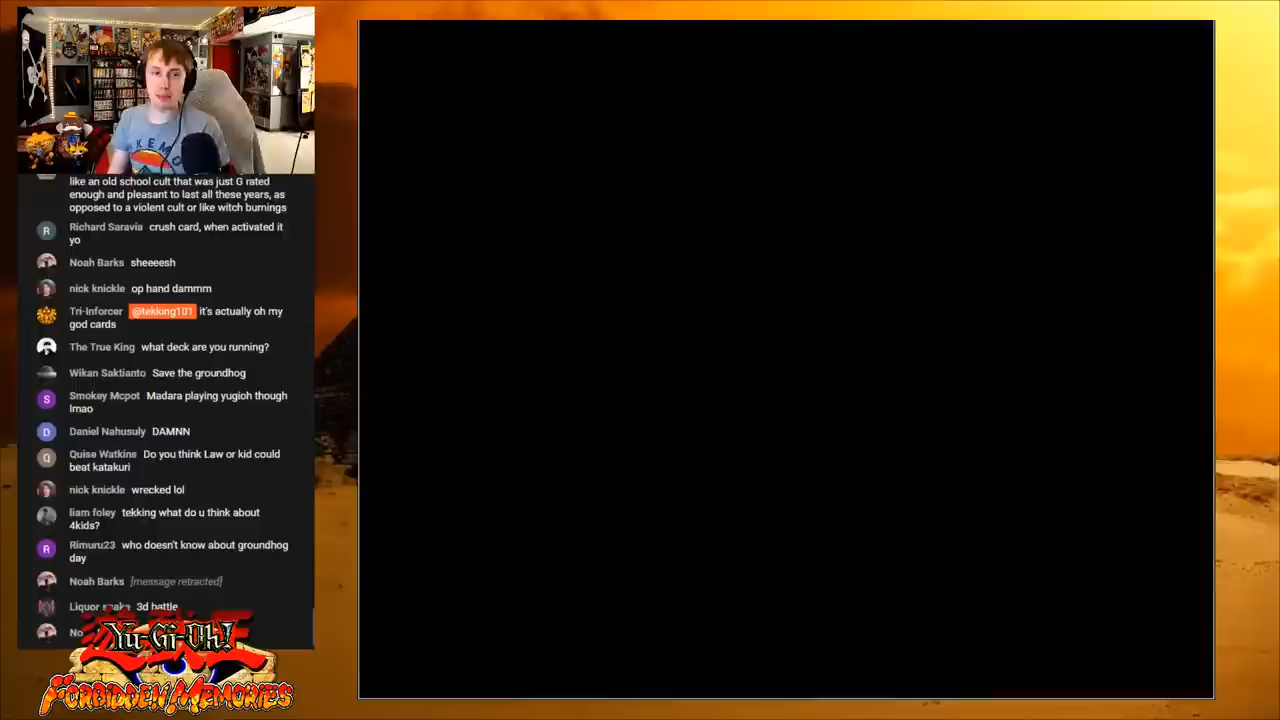 like an old school cult that was just G rated
enough and pleasant to last all these years, as
opposed to a violent cult or like witch burnings
Richard Saravia crush card, when activated it
yo
Noah Barks sheeeesh
nick knickle op hand dammm
Tri-Inforcer @tekking101 it's actually oh my
god cards
The True King what deck are you running?
Wikan Saktianto Save the groundhog
Smokey Mcpot Madara playing yugioh though
lmao
Daniel Nahusuly DAMNN
Quise Watkins Do you think Law or kid could
beat katakuri
nick knickle wrecked lol
liam foley tekking what do u think about
4kids?
Rimuru23 who doesn't know about groundhog
day
Noah Barks [message retracted]
Liquor snake 3d battle
No
Yu-Gi-Oh!
Forbidden Memories